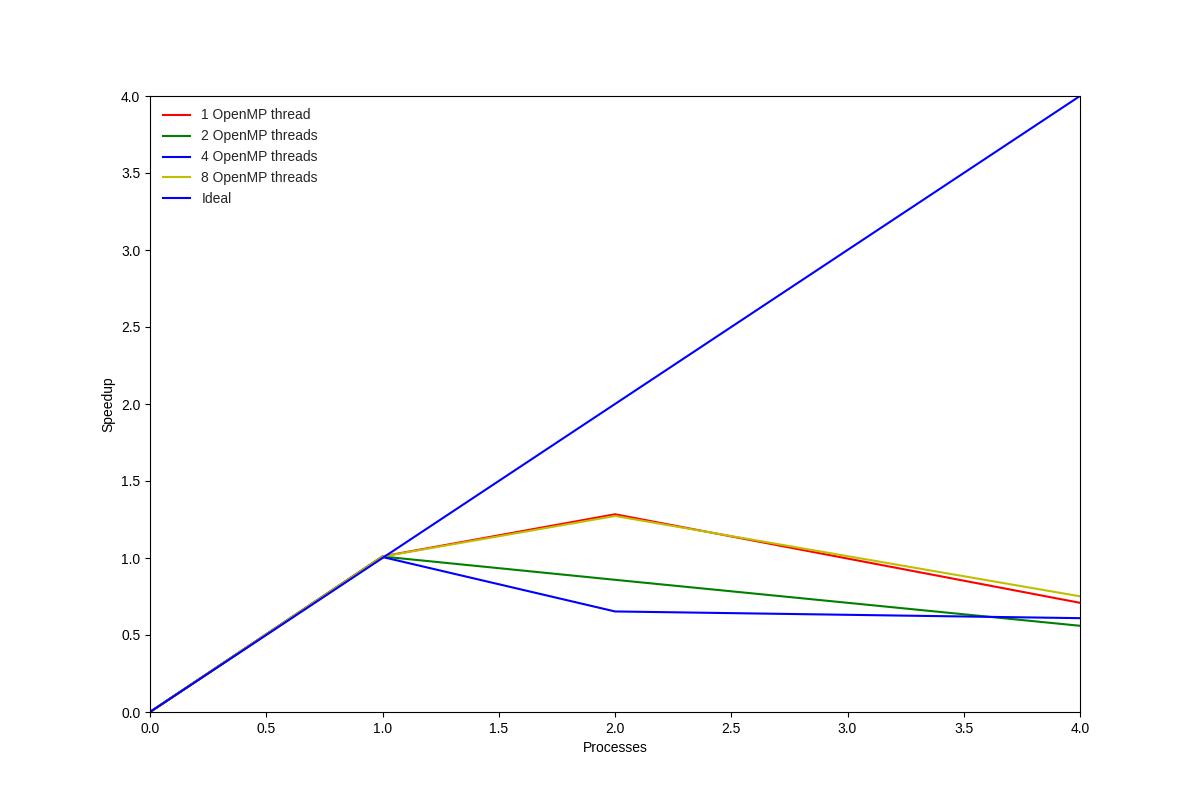 4.0
3.5
3.0
2.5
2.0
1.5
1.0
0.5
0.0
Speedup
1 OpenMP thread
2 OpenMP threads
4 OpenMP threads
8 OpenMP threads
Ideal
0.0 0.5 1.0 1.5 2.0 2.5 3.0 3.5 4.0
Processes